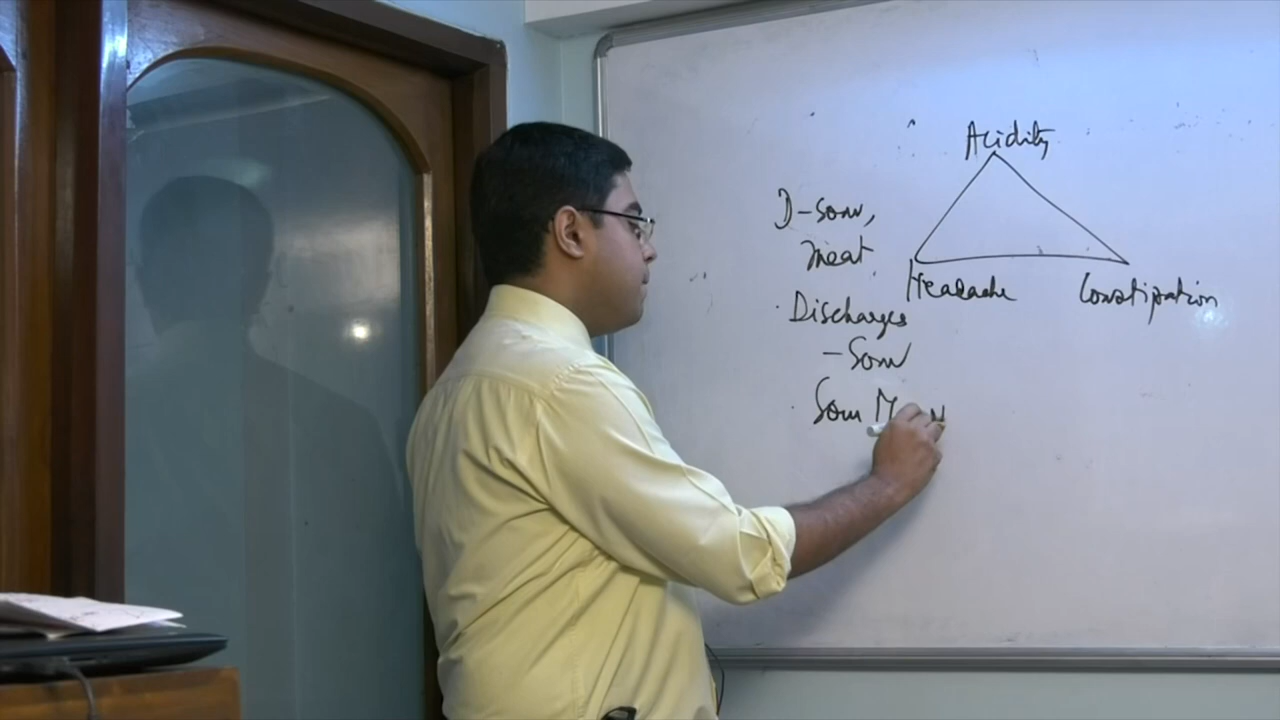 Acidity
Headache
Constipation
D-Sour,
meat
Discharges
- Sour
Sour